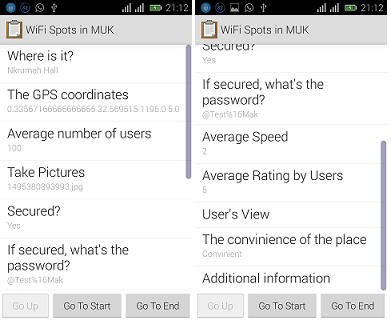 21:12
WiFi Spots in MUK
Where is it?
Nkrumah Hall
The GPS coordinates
0.33567166666666665 32.569515 1196.0 5.0
Average number of users
100
Take Pictures
1495380893993.jpg
Secured?
Yes
If secured, what's the
password?
@Test%16Mak
Go Up
Go To Start
Go To End
21:12
WiFi Spots in MUK
Secured?
Yes
If secured, what's the
password?
@Test%16Mak
Average Speed
2
Average Rating by Users
5
User's View
The convinience of the place
Convinient
Additional information
Go Up
Go To Start
Go To End